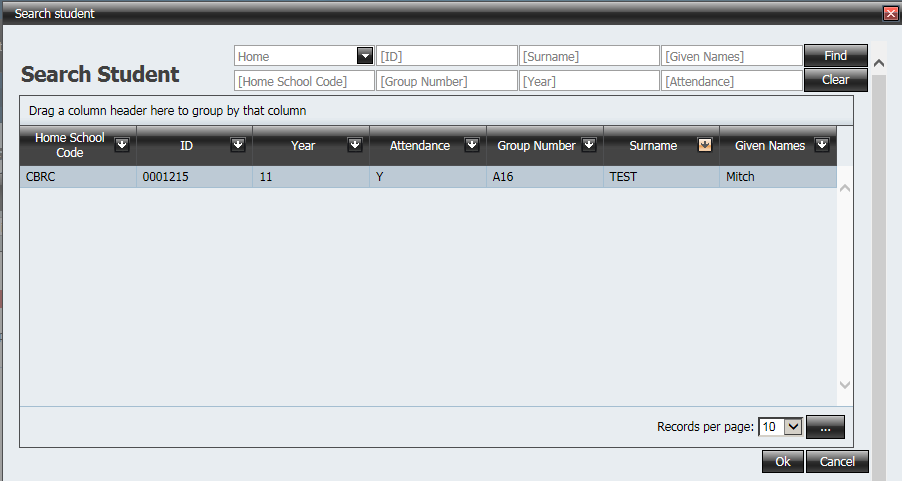 Search student
Search Student
Home [ID] [Surname] [Given Names] Find
[Home School Code] [Group Number] [Year] [Attendance] Clear
Drag a column header here to group by that column
Home School Code ID Year Attendance Group Number Surname Given Names
CBRC 0001215 11 Y A16 TEST Mitch
Records per page: 10 ...
Ok Cancel